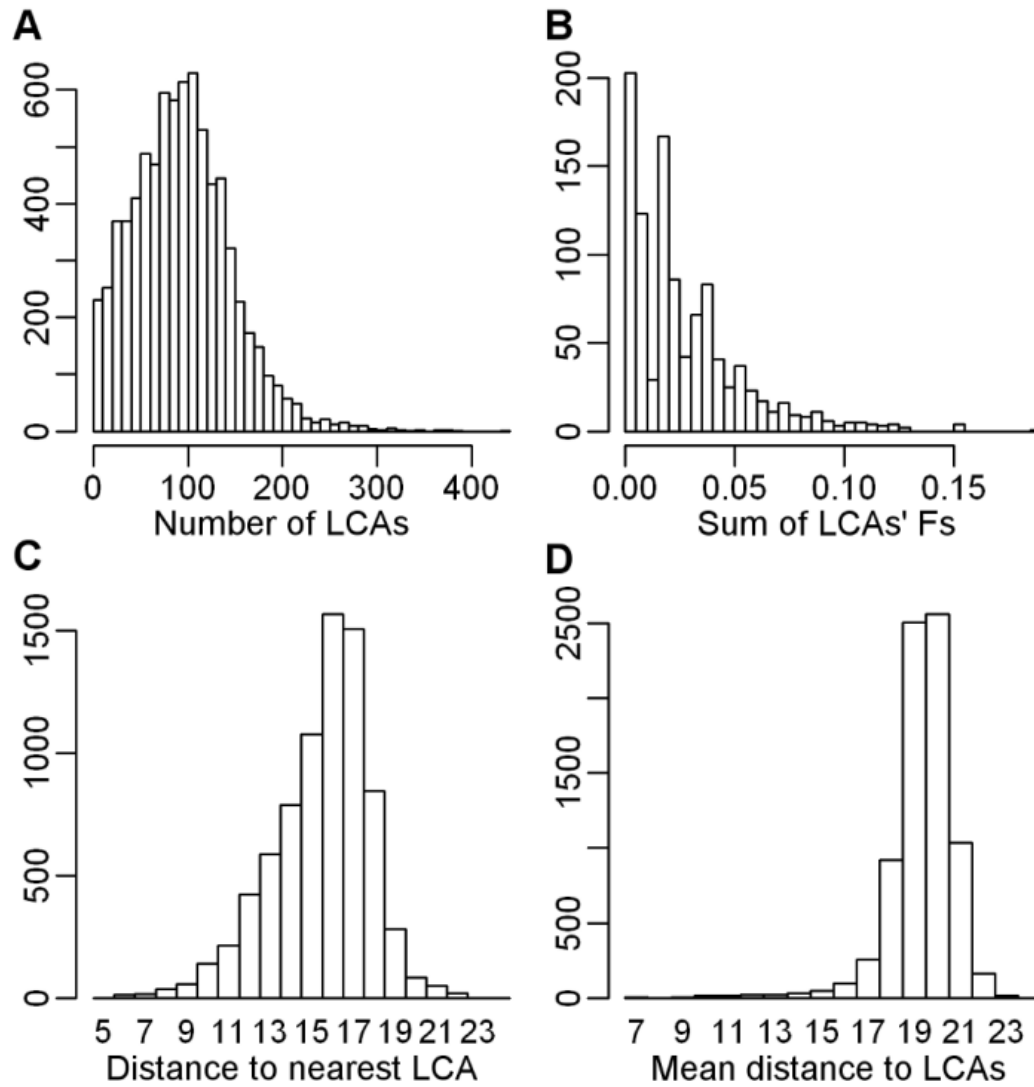 A
600
400
200
0
0 100 200 300 400
Number of LCAs
B
200
150
100
50
0
0.00 0.05 0.10 0.15
Sum of LCAs' Fs
C
1500
1000
500
0
5 7 9 11 13 15 17 19 21 23
Distance to nearest LCA
D
2500
1500
500
0
7 9 11 13 15 17 19 21 23
Mean distance to LCAs